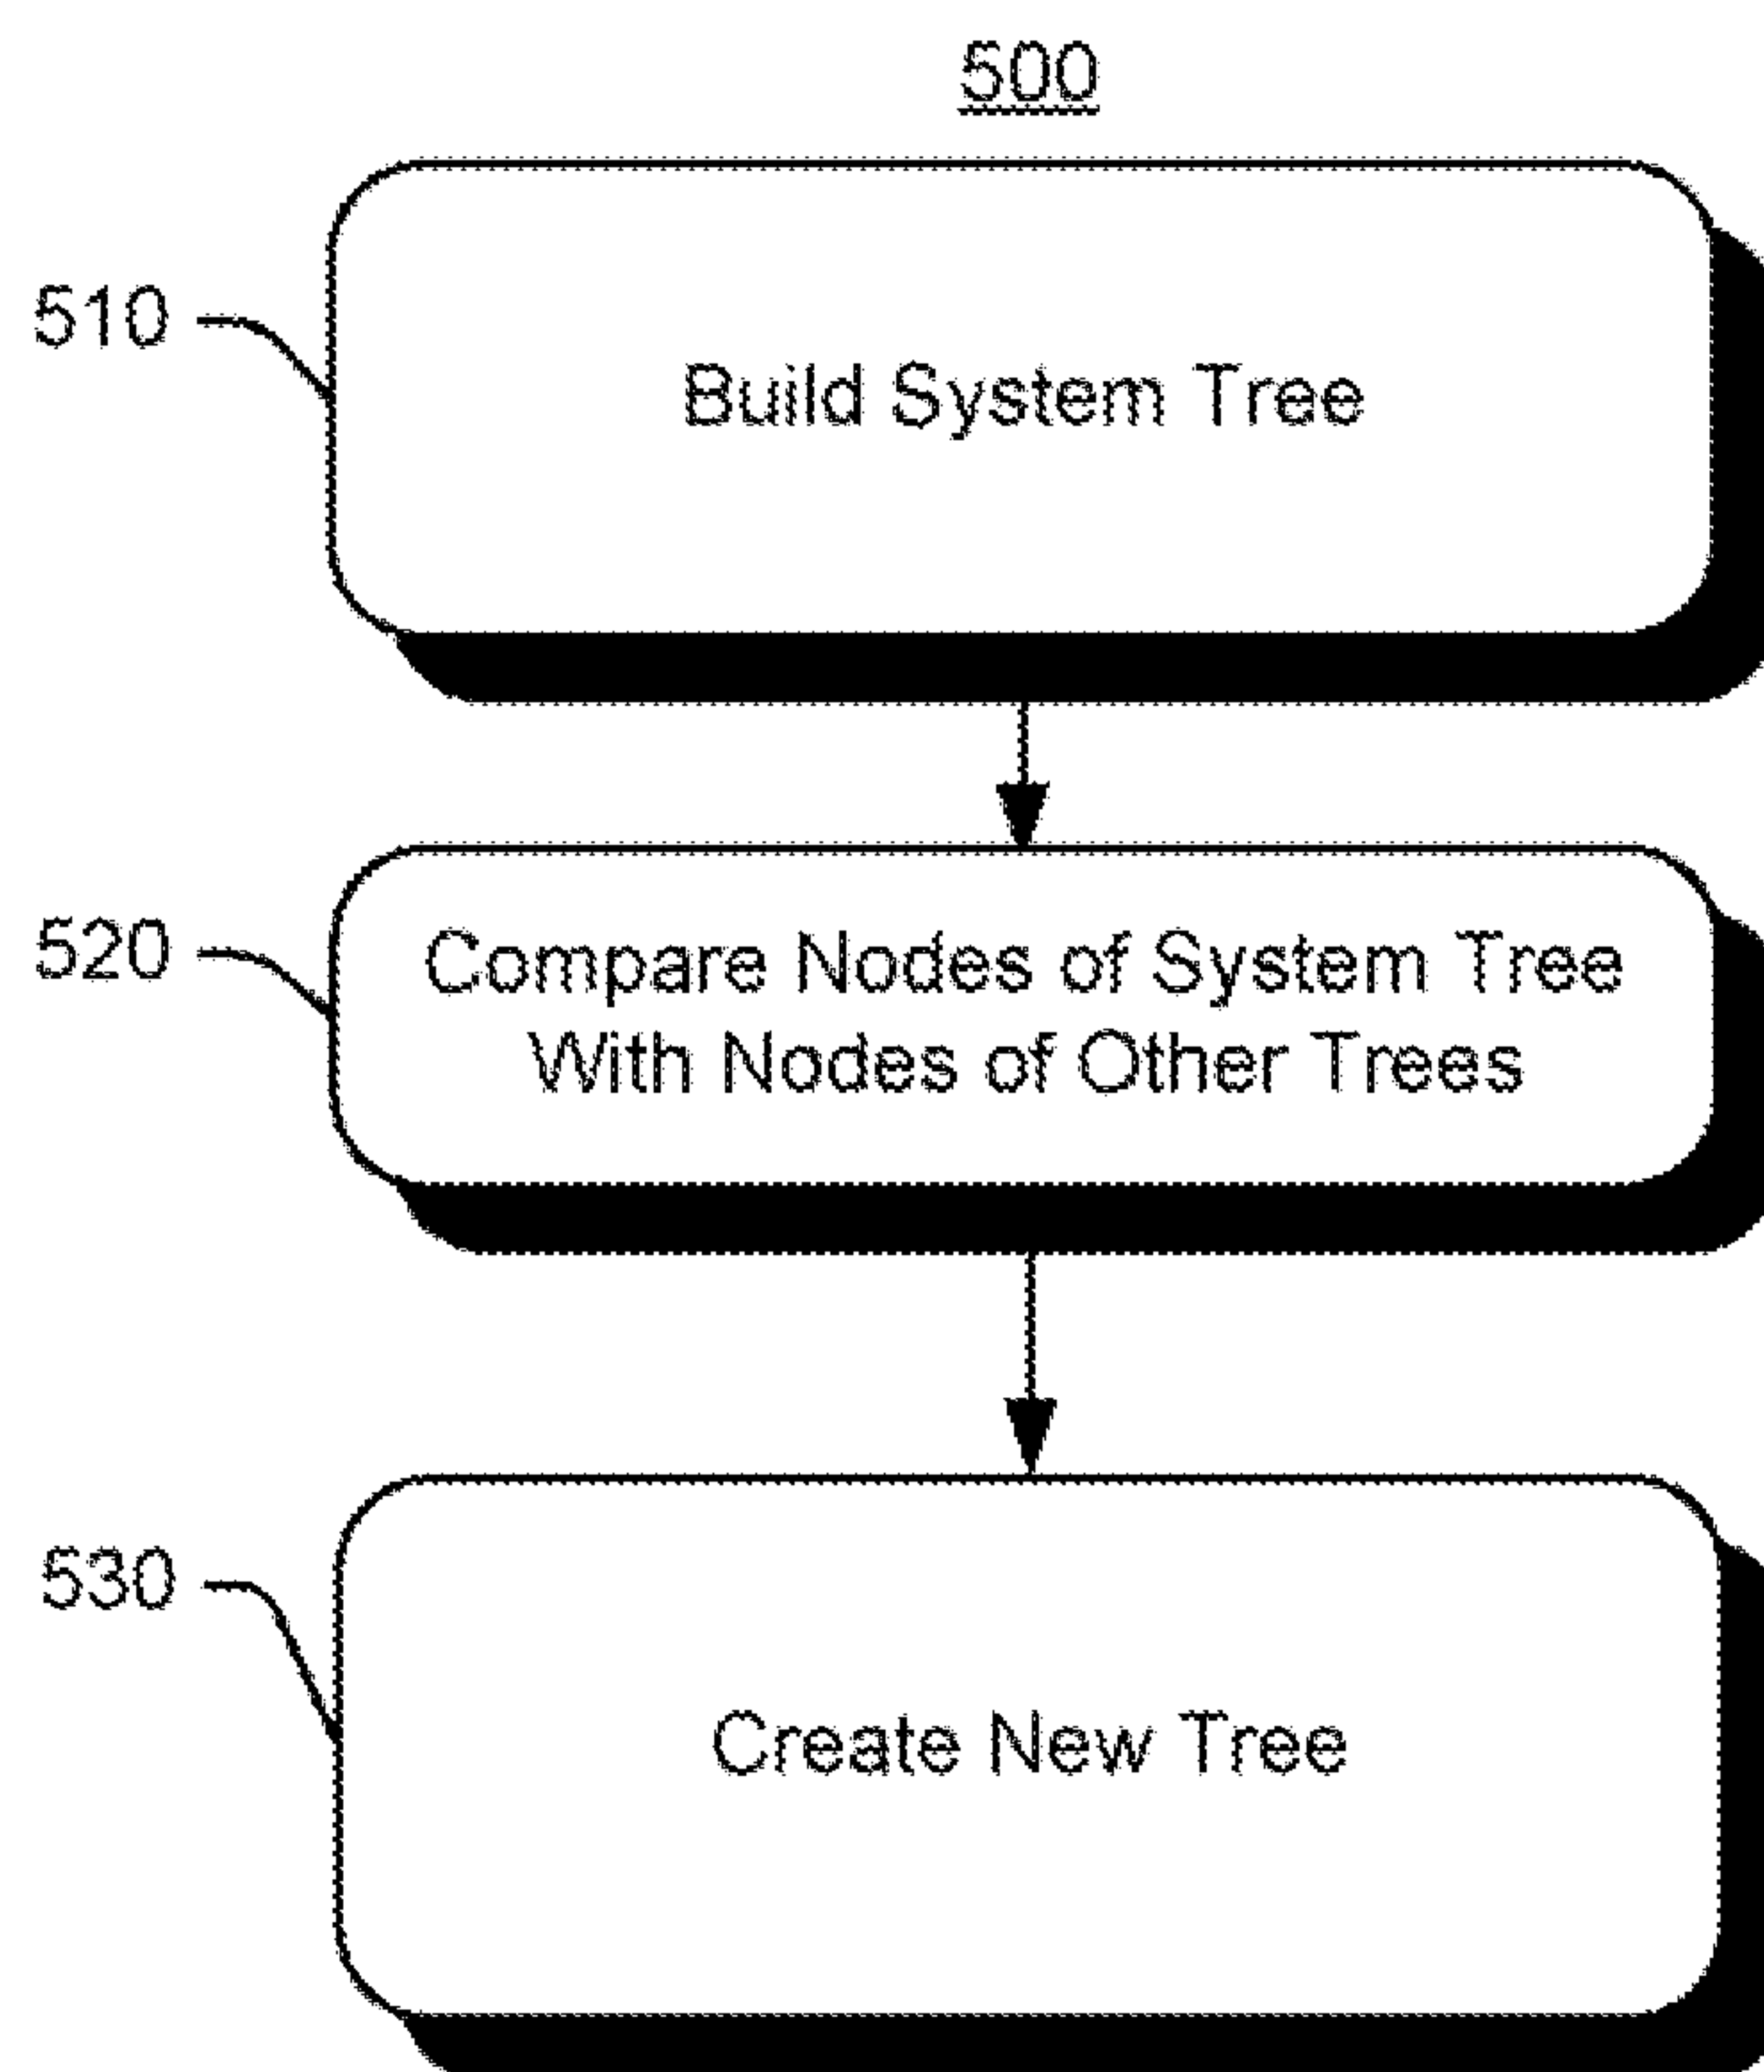 500
510
Build System Tree
520
Compare Nodes of System Tree
With Nodes of Other Trees
530
Create New Tree